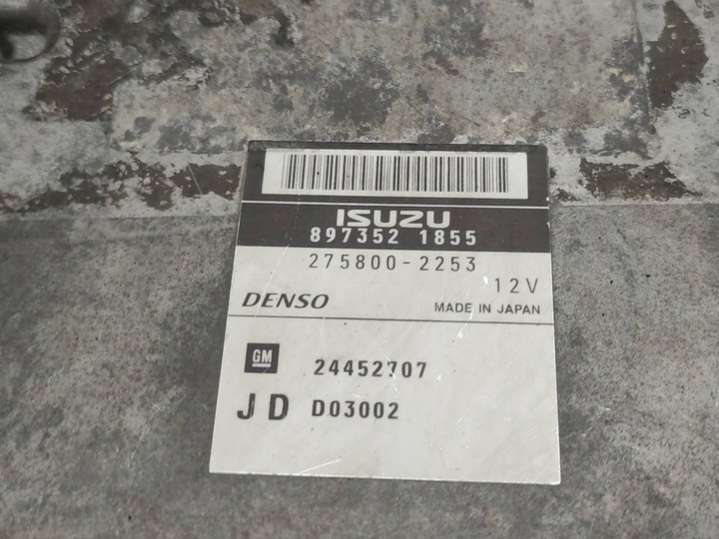 ISUZU
897352 1855
275800-2253
12V
DENSO MADE IN JAPAN
GM 24452707
JD D03002